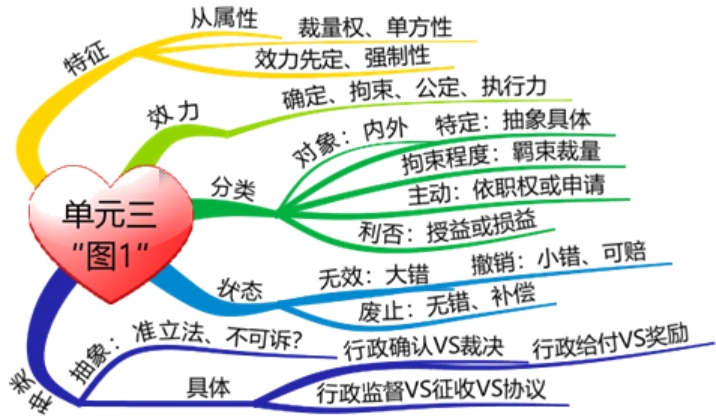 单元三
“图1“
特征
从属性
裁量权、单方性
效力先定、强制性
效力
确定、拘束、公定、执行力
分类
对象：内外
特定：抽象具体
拘束程度：羁束裁量
主动：依职权或申请
利否：授益或损益
状态
无效：大错
撤销：小错、可赔
废止：无错、补偿
种类
抽象：准立法、不可诉？
具体
行政确认VS裁决
行政给付VS奖励
行政监督VS征收VS协议